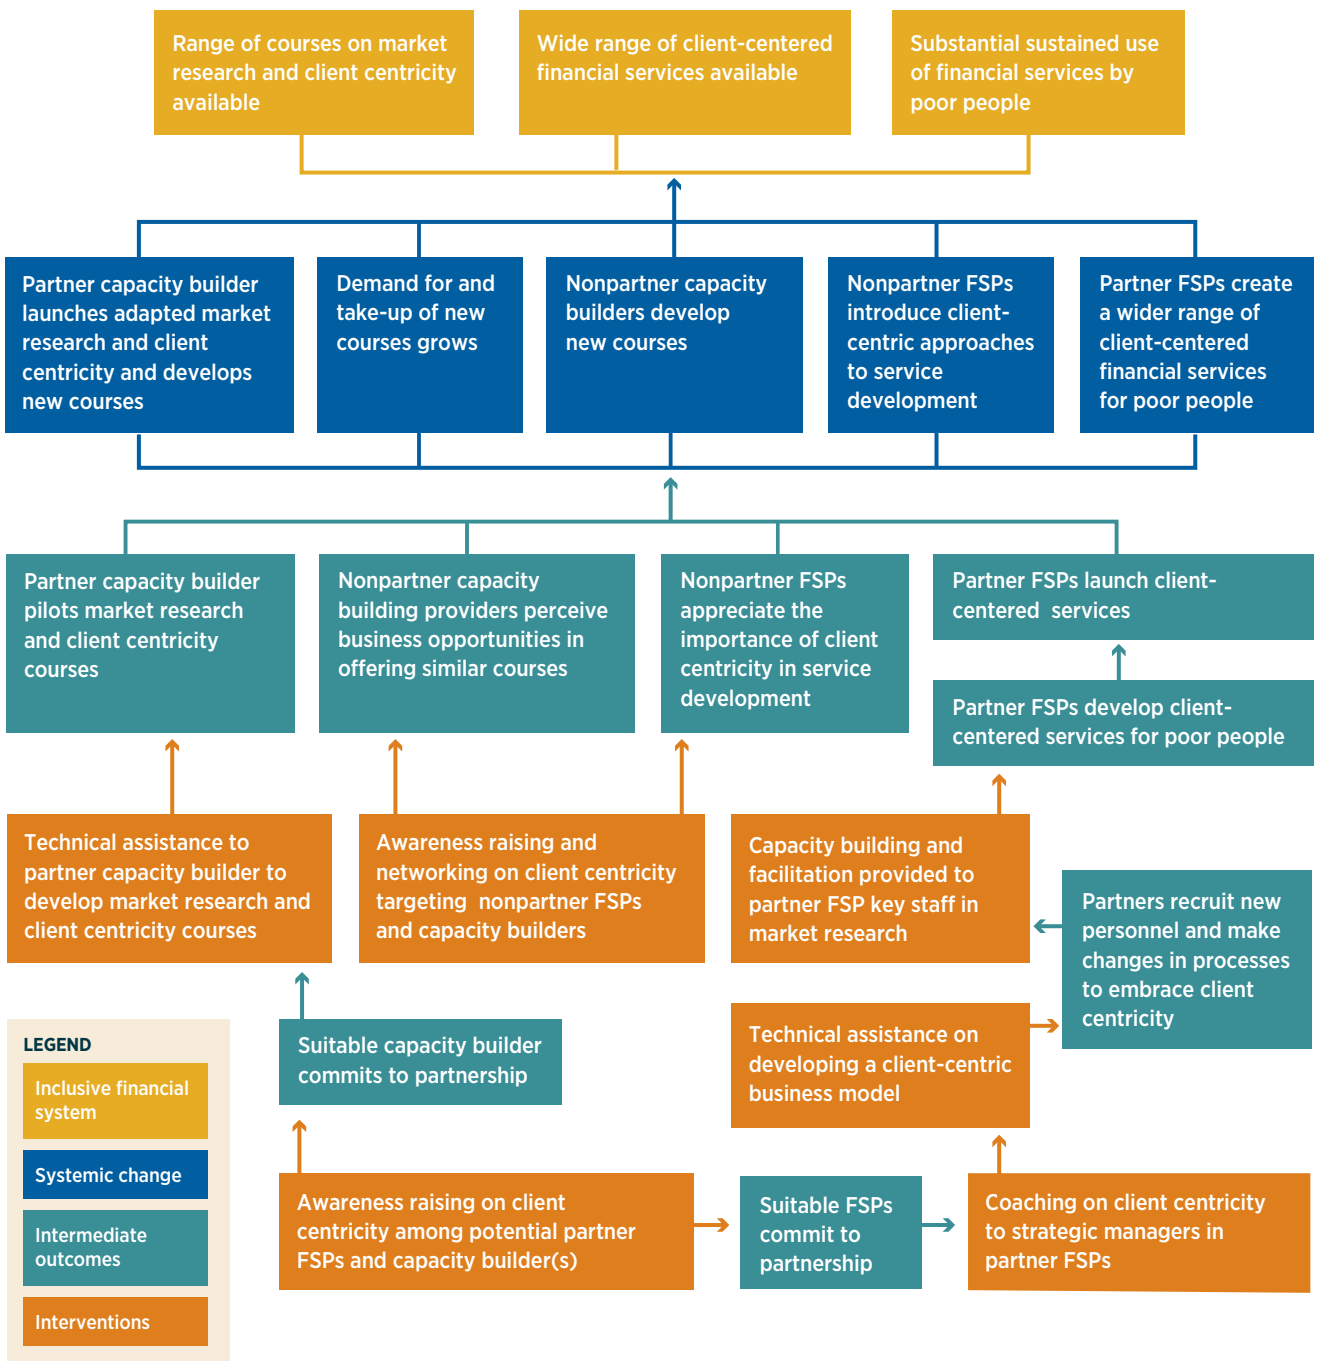 Range of courses on market
research and client centricity
available
Wide range of client-centered
financial services available
Substantial sustained use
of financial services by
poor people
Partner capacity builder
launches adapted market
research and client
centricity and develops
new courses
Demand for and
take-up of new
courses grows
Nonpartner capacity
builders develop
new courses
Nonpartner FSPs
introduce client-
centric approaches
to service
development
Partner FSPs create
a wider range of
client-centered
financial services
for poor people
Partner capacity builder
pilots market research
and client centricity
courses
Nonpartner capacity
building providers perceive
business opportunities in
offering similar courses
Nonpartner FSPs
appreciate the
importance of client
centricity in service
development
Partner FSPs launch client-
centered services
Partner FSPs develop client-
centered services for poor people
Technical assistance to
partner capacity builder to
develop market research and
client centricity courses
Awareness raising and
networking on client centricity
targeting nonpartner FSPs
and capacity builders
Capacity building and
facilitation provided to
partner FSP key staff in
market research
Partners recruit new
personnel and make
changes in processes
to embrace client
centricity
Technical assistance on
developing a client-centric
business model
Suitable capacity builder
commits to partnership
Awareness raising on client
centricity among potential partner
FSPs and capacity builder(s)
Suitable FSPs
commit to
partnership
Coaching on client centricity
to strategic managers in
partner FSPs
LEGEND
Inclusive financial
system
Systemic change
Intermediate
outcomes
Interventions